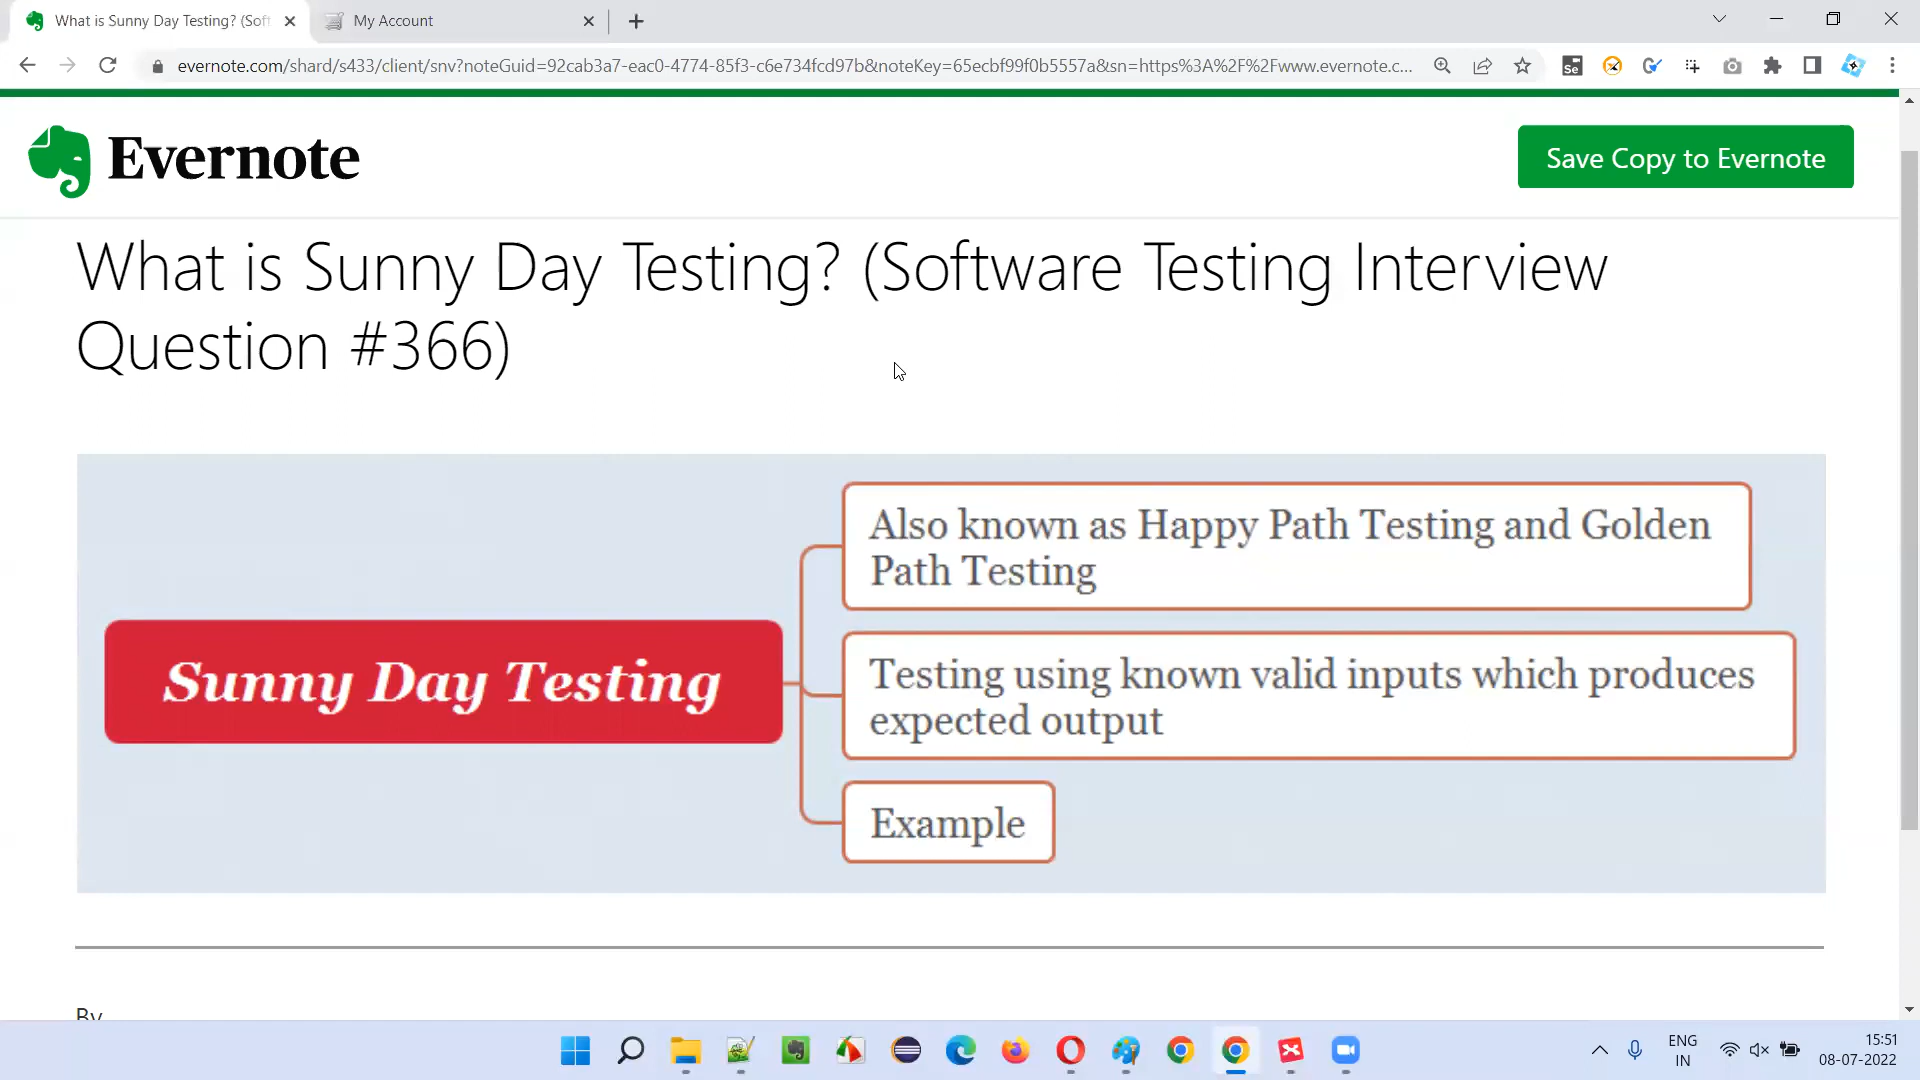 What is Sunny Day Testing? (Soft
My Account
evernote.com/shard/s433/client/snv?noteGuid=92cab3a7-eac0-4774-85f3-c6e734fcd97b&noteKey=65ecbf99f0b5557a&sn=https%3A%2F%2Fwww.evernote.c...
Se
Evernote
Save Copy to Evernote
What is Sunny Day Testing? (Software Testing Interview
Question #366)
Also known as Happy Path Testing and Golden
Path Testing
Sunny Day Testing
Testing using known valid inputs which produces
expected output
Example
By
ENG
IN
15:51
08-07-2022